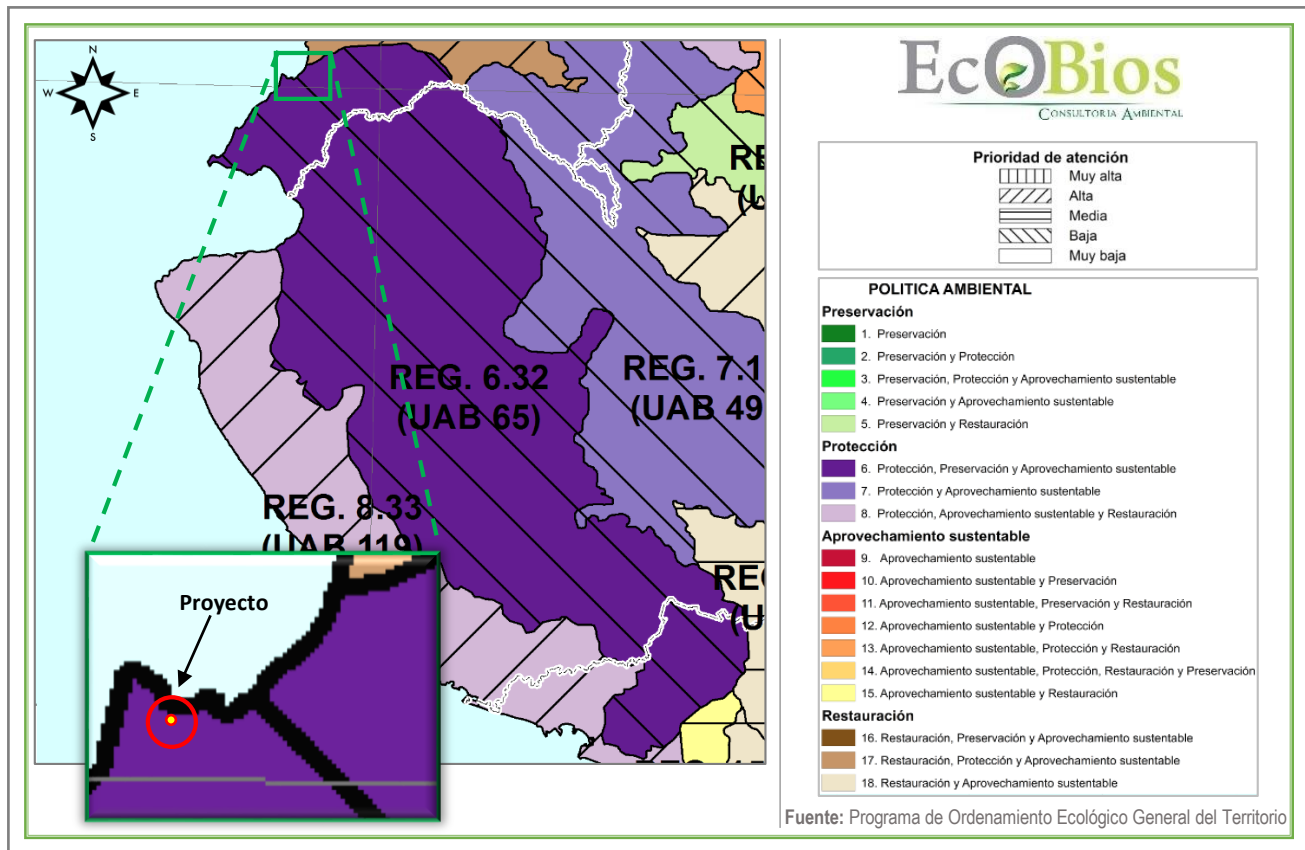 N
W E
S
REG. 6.32
(UAB 65)
REG. 7.1
(UAB 49
REG. 8.33
(UAB 119)
Proyecto
EcOBios
CONSULTORIA AMBIENTAL
Prioridad de atención
Muy alta
Alta
Media
Baja
Muy baja
POLITICA AMBIENTAL
Preservación
1. Preservación
2. Preservación y Protección
3. Preservación, Protección y Aprovechamiento sustentable
4. Preservación y Aprovechamiento sustentable
5. Preservación y Restauración
Protección
6. Protección, Preservación y Aprovechamiento sustentable
7. Protección y Aprovechamiento sustentable
8. Protección, Aprovechamiento sustentable y Restauración
Aprovechamiento sustentable
9. Aprovechamiento sustentable
10. Aprovechamiento sustentable y Preservación
11. Aprovechamiento sustentable, Preservación y Restauración
12. Aprovechamiento sustentable y Protección
13. Aprovechamiento sustentable, Protección y Restauración
14. Aprovechamiento sustentable, Protección, Restauración y Preservación
15. Aprovechamiento sustentable y Restauración
Restauración
16. Restauración, Preservación y Aprovechamiento sustentable
17. Restauración, Protección y Aprovechamiento sustentable
18. Restauración y Aprovechamiento sustentable
Fuente: Programa de Ordenamiento Ecológico General del Territorio